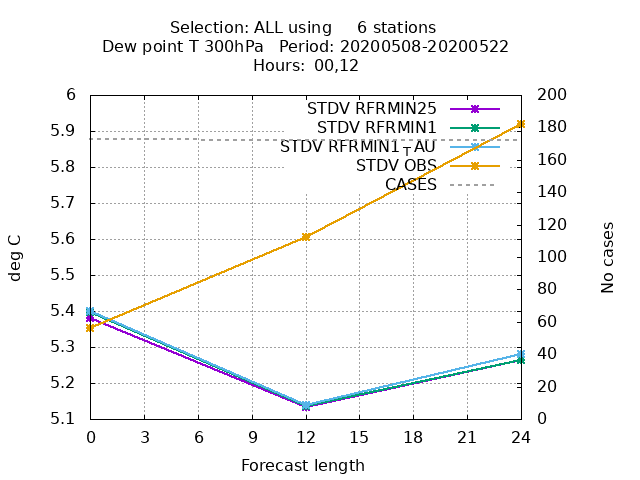 Selection: ALL using 6 stations
Dew point T 300hPa Period: 20200508-20200522
Hours: 00,12
STDV RFRMIN25
STDV RFRMIN1
STDV RFRMIN1_AU
STDV OBS
CASES
6
5.9
5.8
5.7
5.6
5.5
5.4
5.3
5.2
5.1
deg C
200
180
160
140
120
100
80
60
40
20
0
No cases
0 3 6 9 12 15 18 21 24
Forecast length